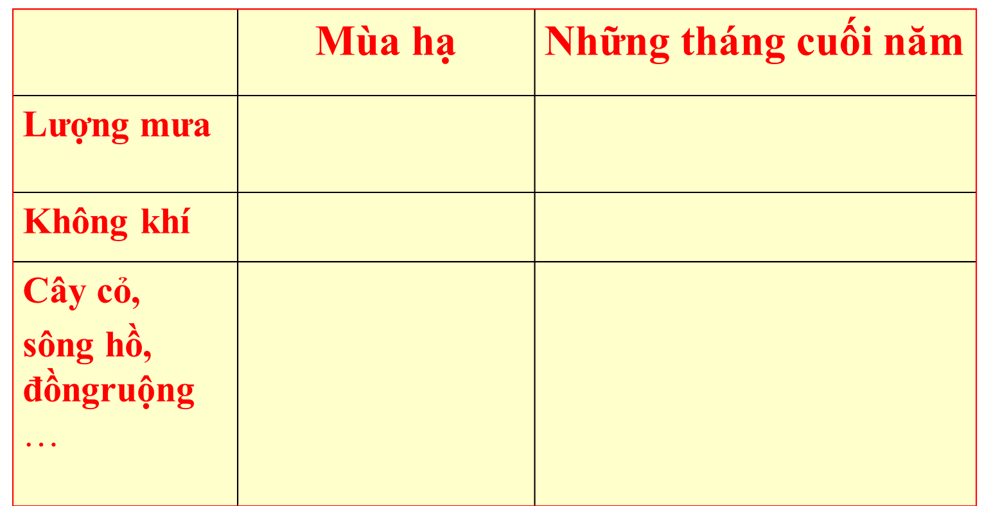 Mùa hạ
Những tháng cuối năm
Lượng mưa
Không khí
Cây cỏ,
sông hồ,
đồngruộng
…